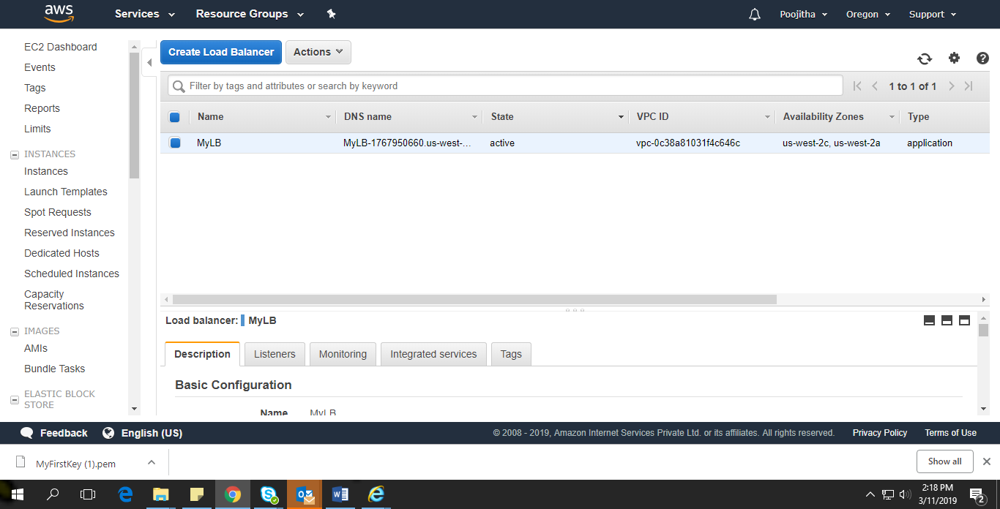 aws Services Resource Groups Poojitha Oregon Support
EC2 Dashboard
Events
Tags
Reports
Limits
INSTANCES
Instances
Launch Templates
Spot Requests
Reserved Instances
Dedicated Hosts
Scheduled Instances
Capacity
Reservations
IMAGES
AMIs
Bundle Tasks
ELASTIC BLOCK
STORE
Create Load Balancer Actions
Filter by tags and attributes or search by keyword 1 to 1 of 1
Name DNS name State VPC ID Availability Zones Type
MyLB MyLB-1767950660.us-west-... active vpc-0c38a81031f4c646c us-west-2c, us-west-2a application
Load balancer: MyLB
Description Listeners Monitoring Integrated services Tags
Basic Configuration
Name MyLB
Feedback English (US) © 2008 - 2019, Amazon Internet Services Private Ltd. or its affiliates. All rights reserved. Privacy Policy Terms of Use
MyFirstKey (1).pem Show all
2:18 PM
3/11/2019
2